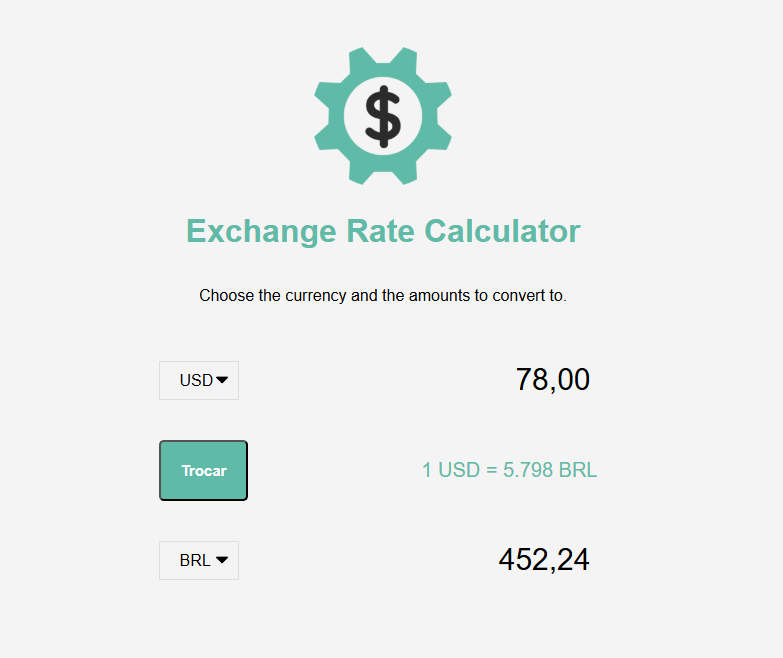 $
Exchange Rate Calculator
Choose the currency and the amounts to convert to.
USD 78,00
Trocar 1 USD = 5.798 BRL
BRL 452,24